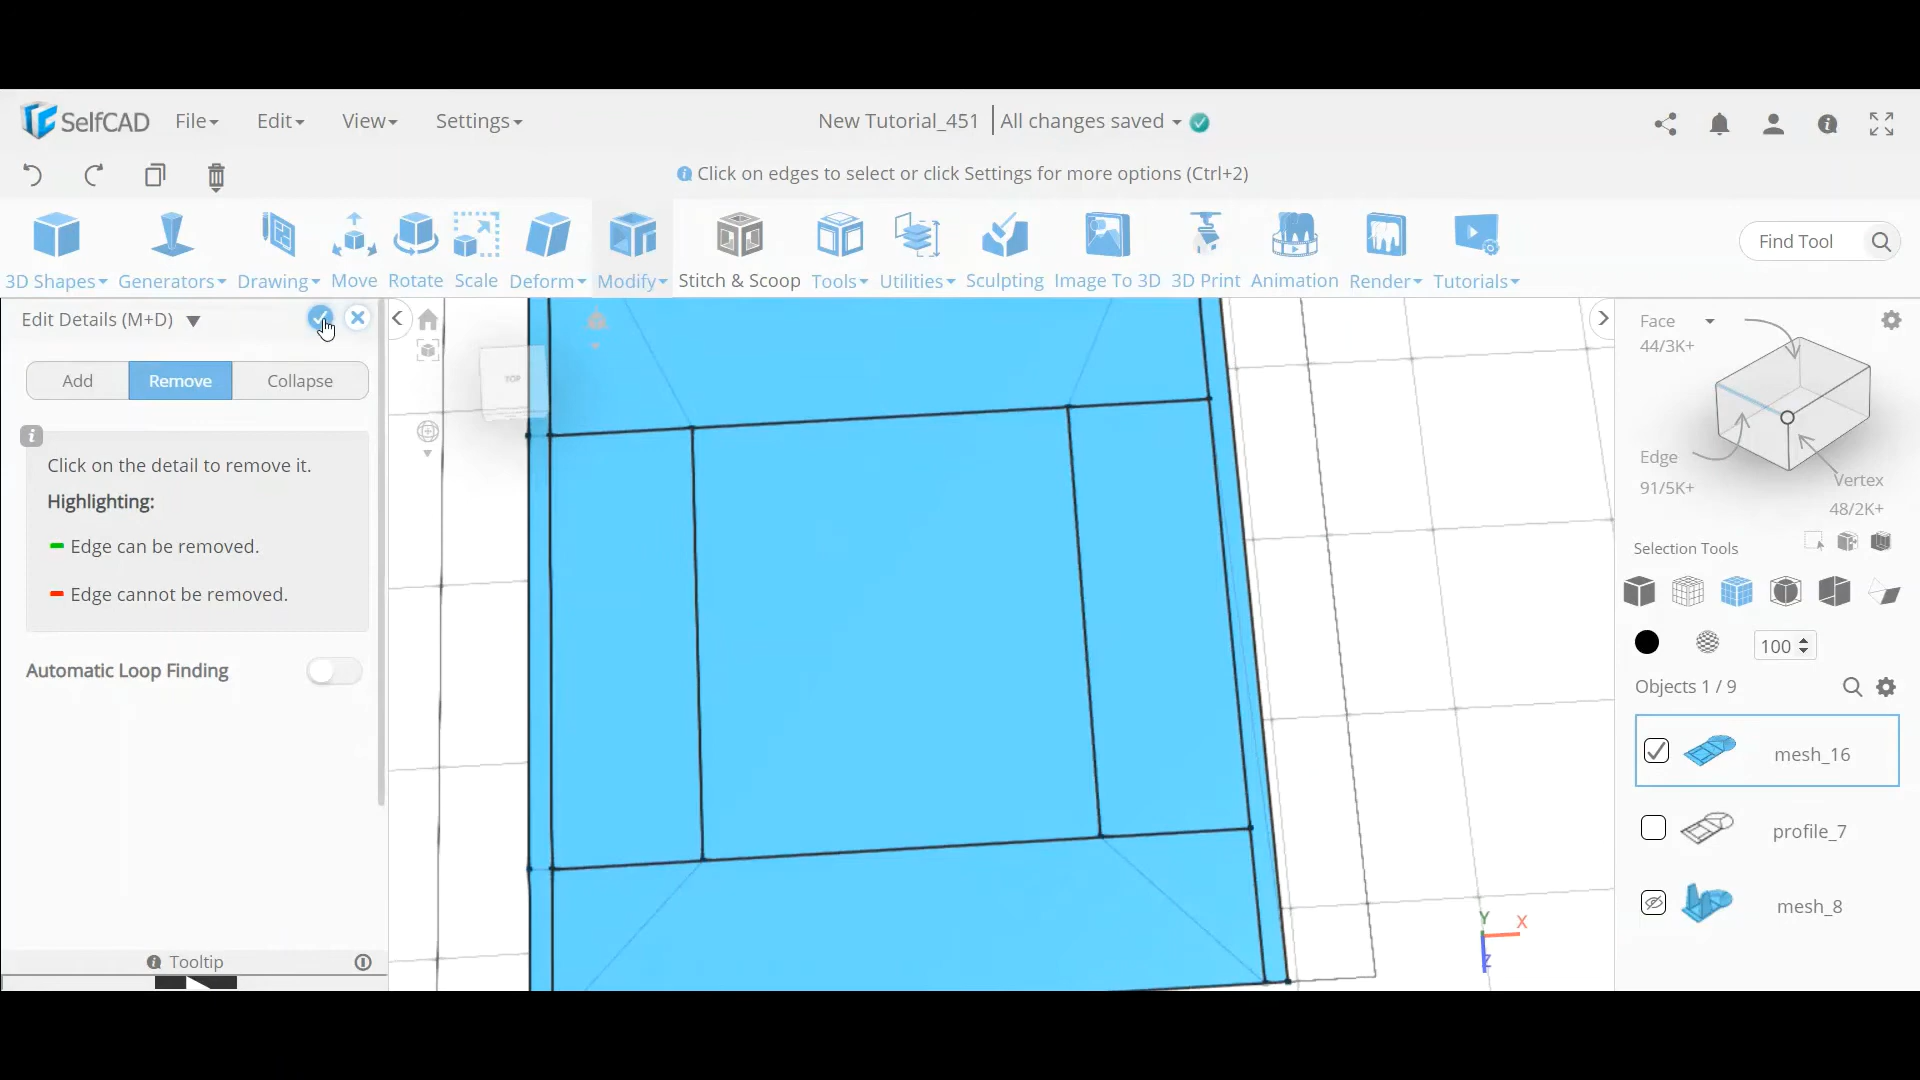 SelfCAD File Edit View Settings New Tutorial_451 All changes saved
Click on edges to select or click Settings for more options (Ctrl+2)
3D Shapes Generators Drawing Move Rotate Scale Deform Modify Stitch & Scoop Tools Utilities Sculpting Image To 3D 3D Print Animation Render Tutorials Find Tool
Edit Details (M+D)
Add Remove Collapse
Click on the detail to remove it.
Highlighting:
Edge can be removed.
Edge cannot be removed.
Automatic Loop Finding
Tooltip
TOP
Y
X
Z
Face
44/3K+
Edge
91/5K+
Vertex
48/2K+
Selection Tools
100
Objects 1 / 9
mesh_16
profile_7
mesh_8